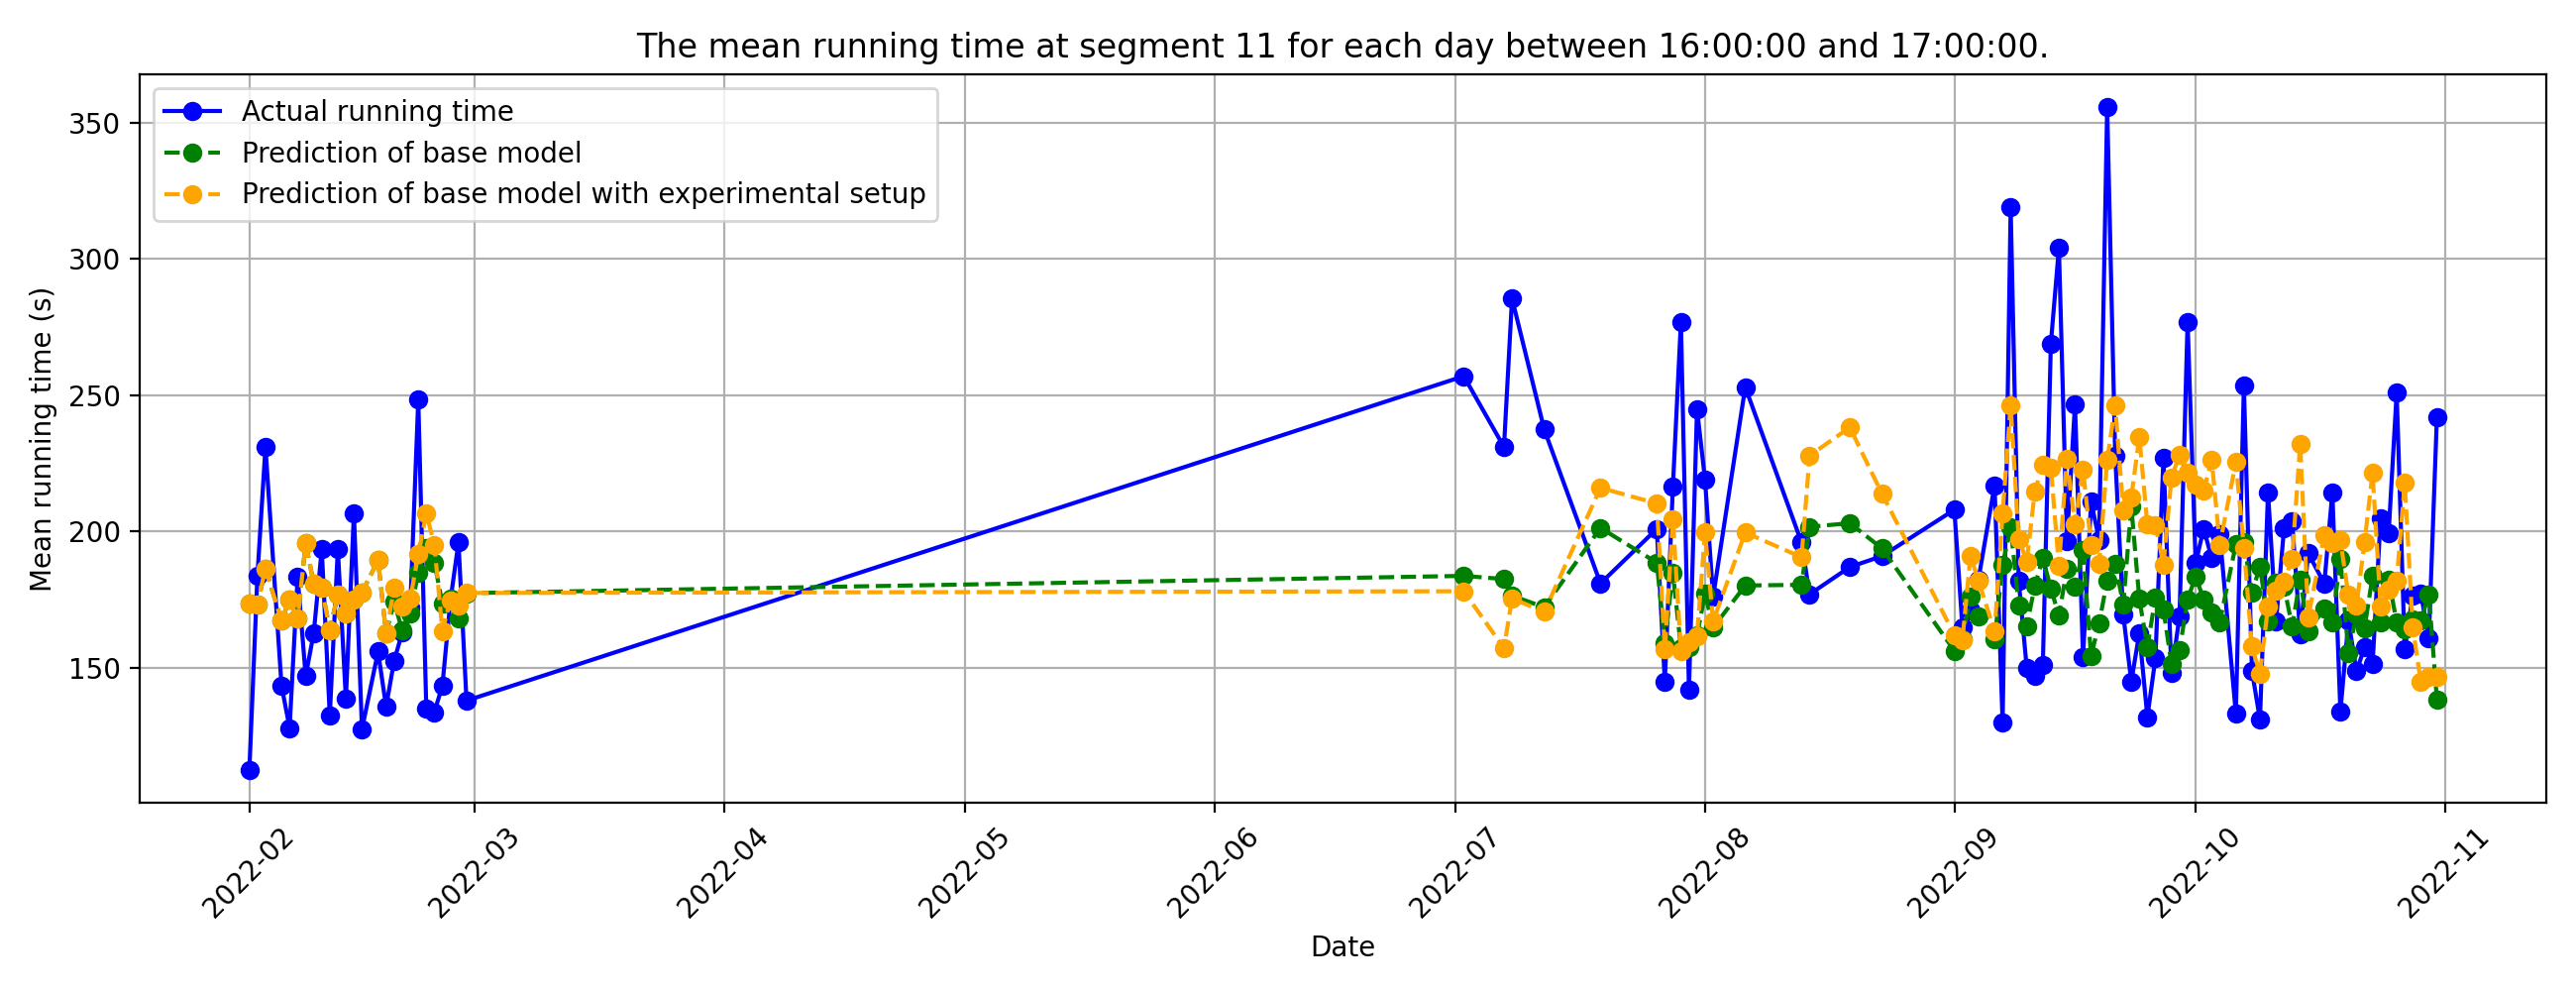 The mean running time at segment 11 for each day between 16:00:00 and 17:00:00.
Actual running time
Prediction of base model
Prediction of base model with experimental setup
Mean running time (s)
350
300
250
200
150
2022-02
2022-03
2022-04
2022-05
2022-06
2022-07
2022-08
2022-09
2022-10
2022-11
Date